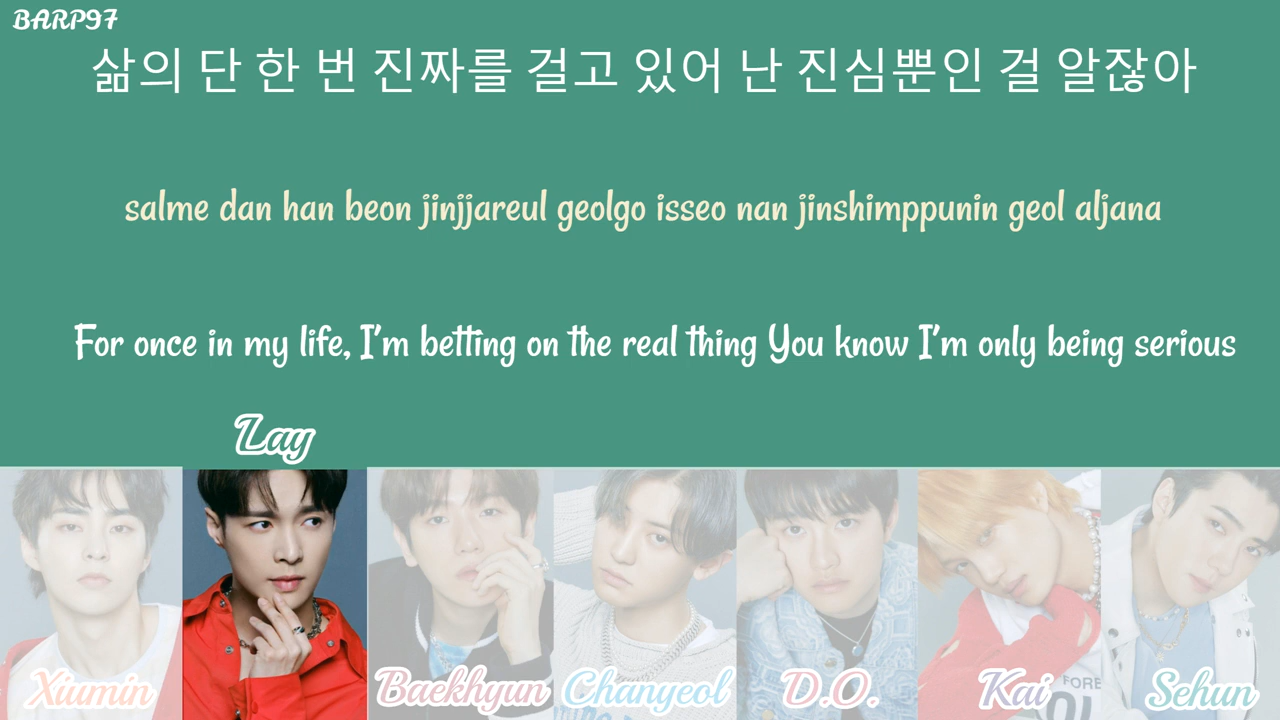 BARP97
삶의 단 한 번 진짜를 걸고 있어 난 진심뿐인 걸 알잖아
salme dan han beon jinjjareul geolgo isseo nan jinshimppunin geol aljana
For once in my life, I'm betting on the real thing You know I'm only being serious
Lay
Xiumin Baekhyun Chanyeol D.O. Kai Sehun
FORE